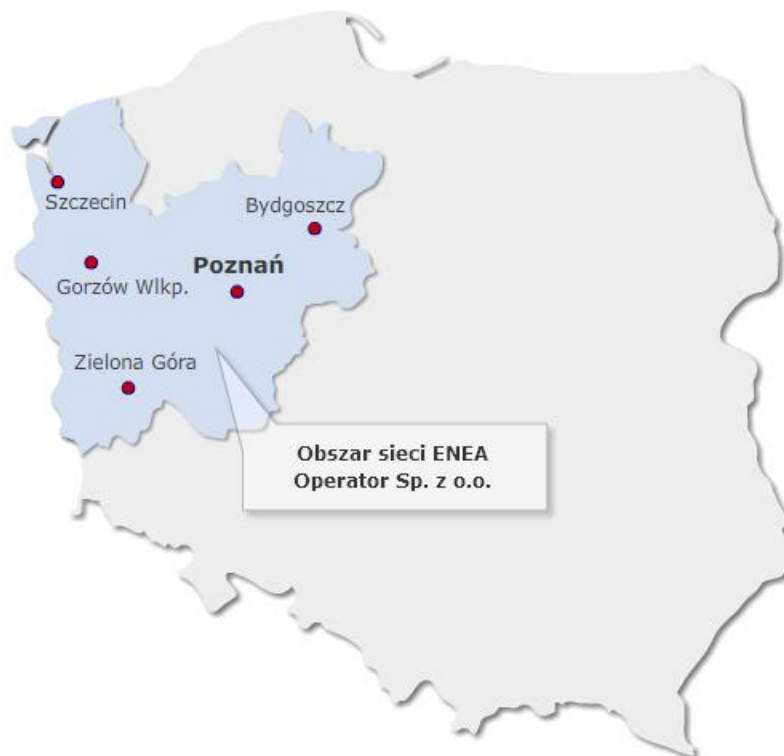 Szczecin
Bydgoszcz
Gorzów Wlkp.
Poznań
Zielona Góra
Obszar sieci ENEA
Operator Sp. z o.o.